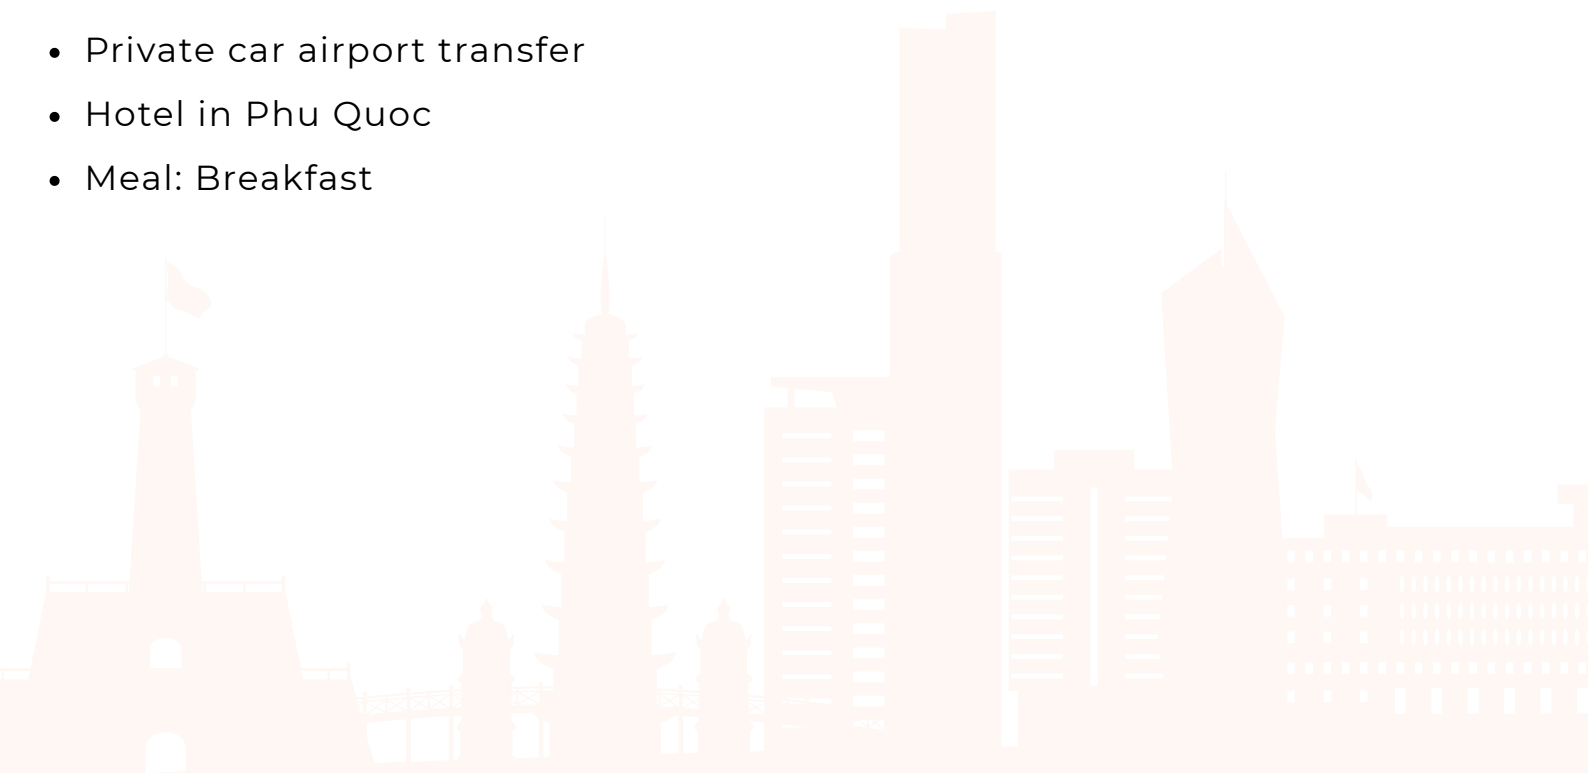 • Private car airport transfer
• Hotel in Phu Quoc
• Meal: Breakfast